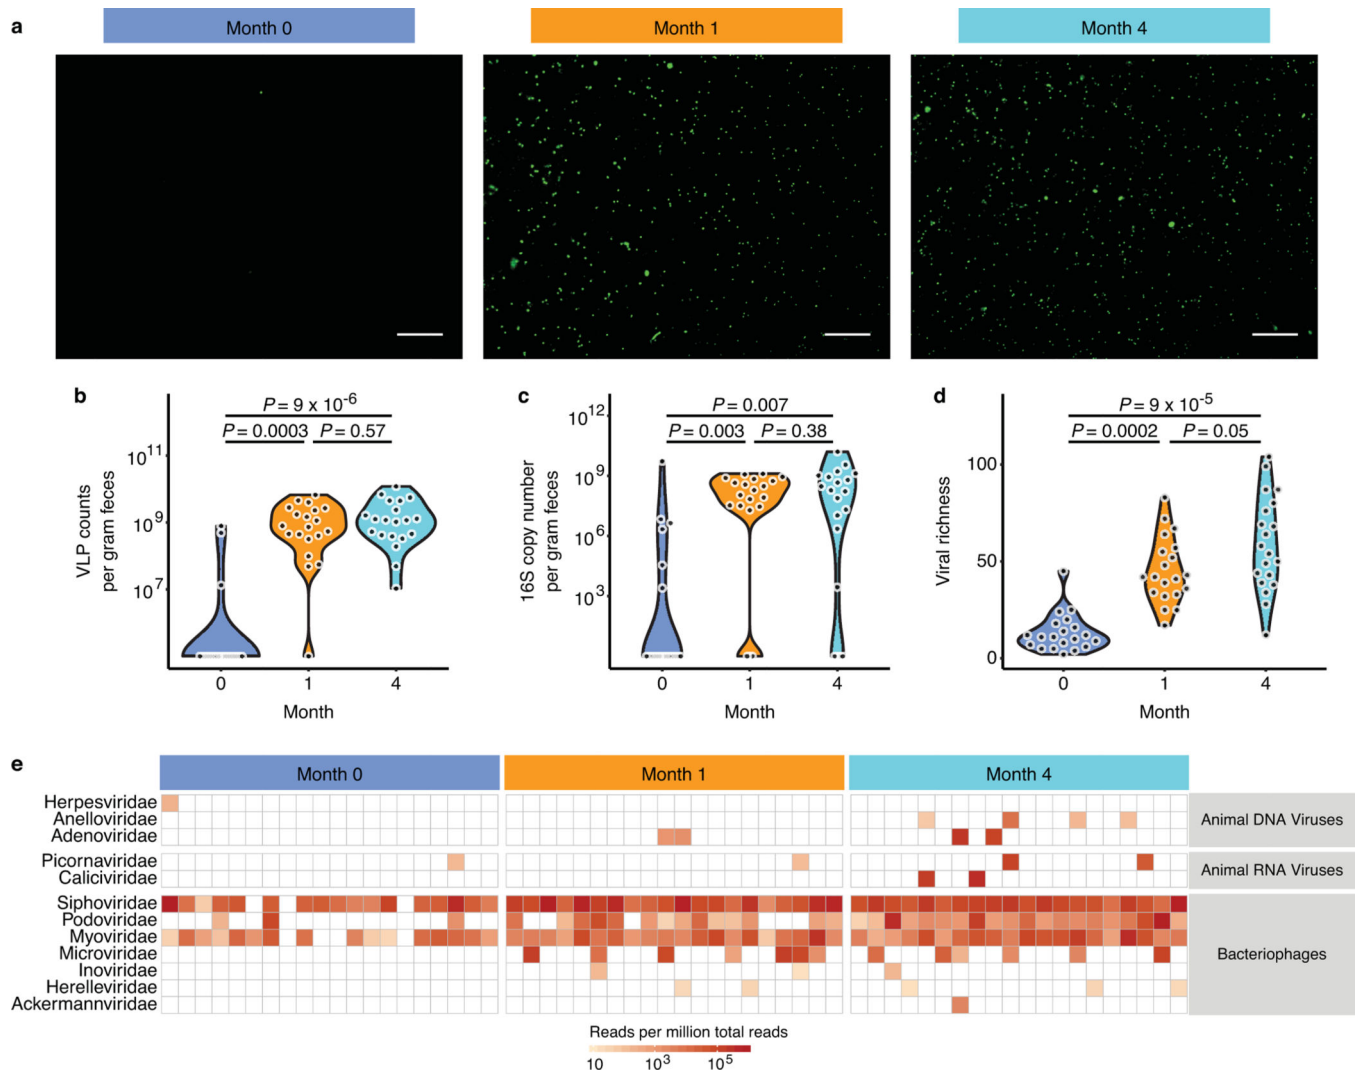 a
Month 0
Month 1
Month 4
b
P = 9 x 10⁻⁶
P = 0.0003
P = 0.57
10¹¹
10⁹
10⁷
VLP counts
per gram feces
0
1
4
Month
c
P = 0.007
P = 0.003
P = 0.38
10¹²
10⁹
10⁶
10³
16S copy number
per gram feces
0
1
4
Month
d
P = 9 x 10⁻⁵
P = 0.0002
P = 0.05
100
50
0
Viral richness
0
1
4
Month
e
Month 0
Month 1
Month 4
Herpesviridae
Anelloviridae
Adenoviridae
Animal DNA Viruses
Picornaviridae
Caliciviridae
Animal RNA Viruses
Siphoviridae
Podoviridae
Myoviridae
Microviridae
Inoviridae
Herelleviridae
Ackermannviridae
Bacteriophages
Reads per million total reads
10
10³
10⁵